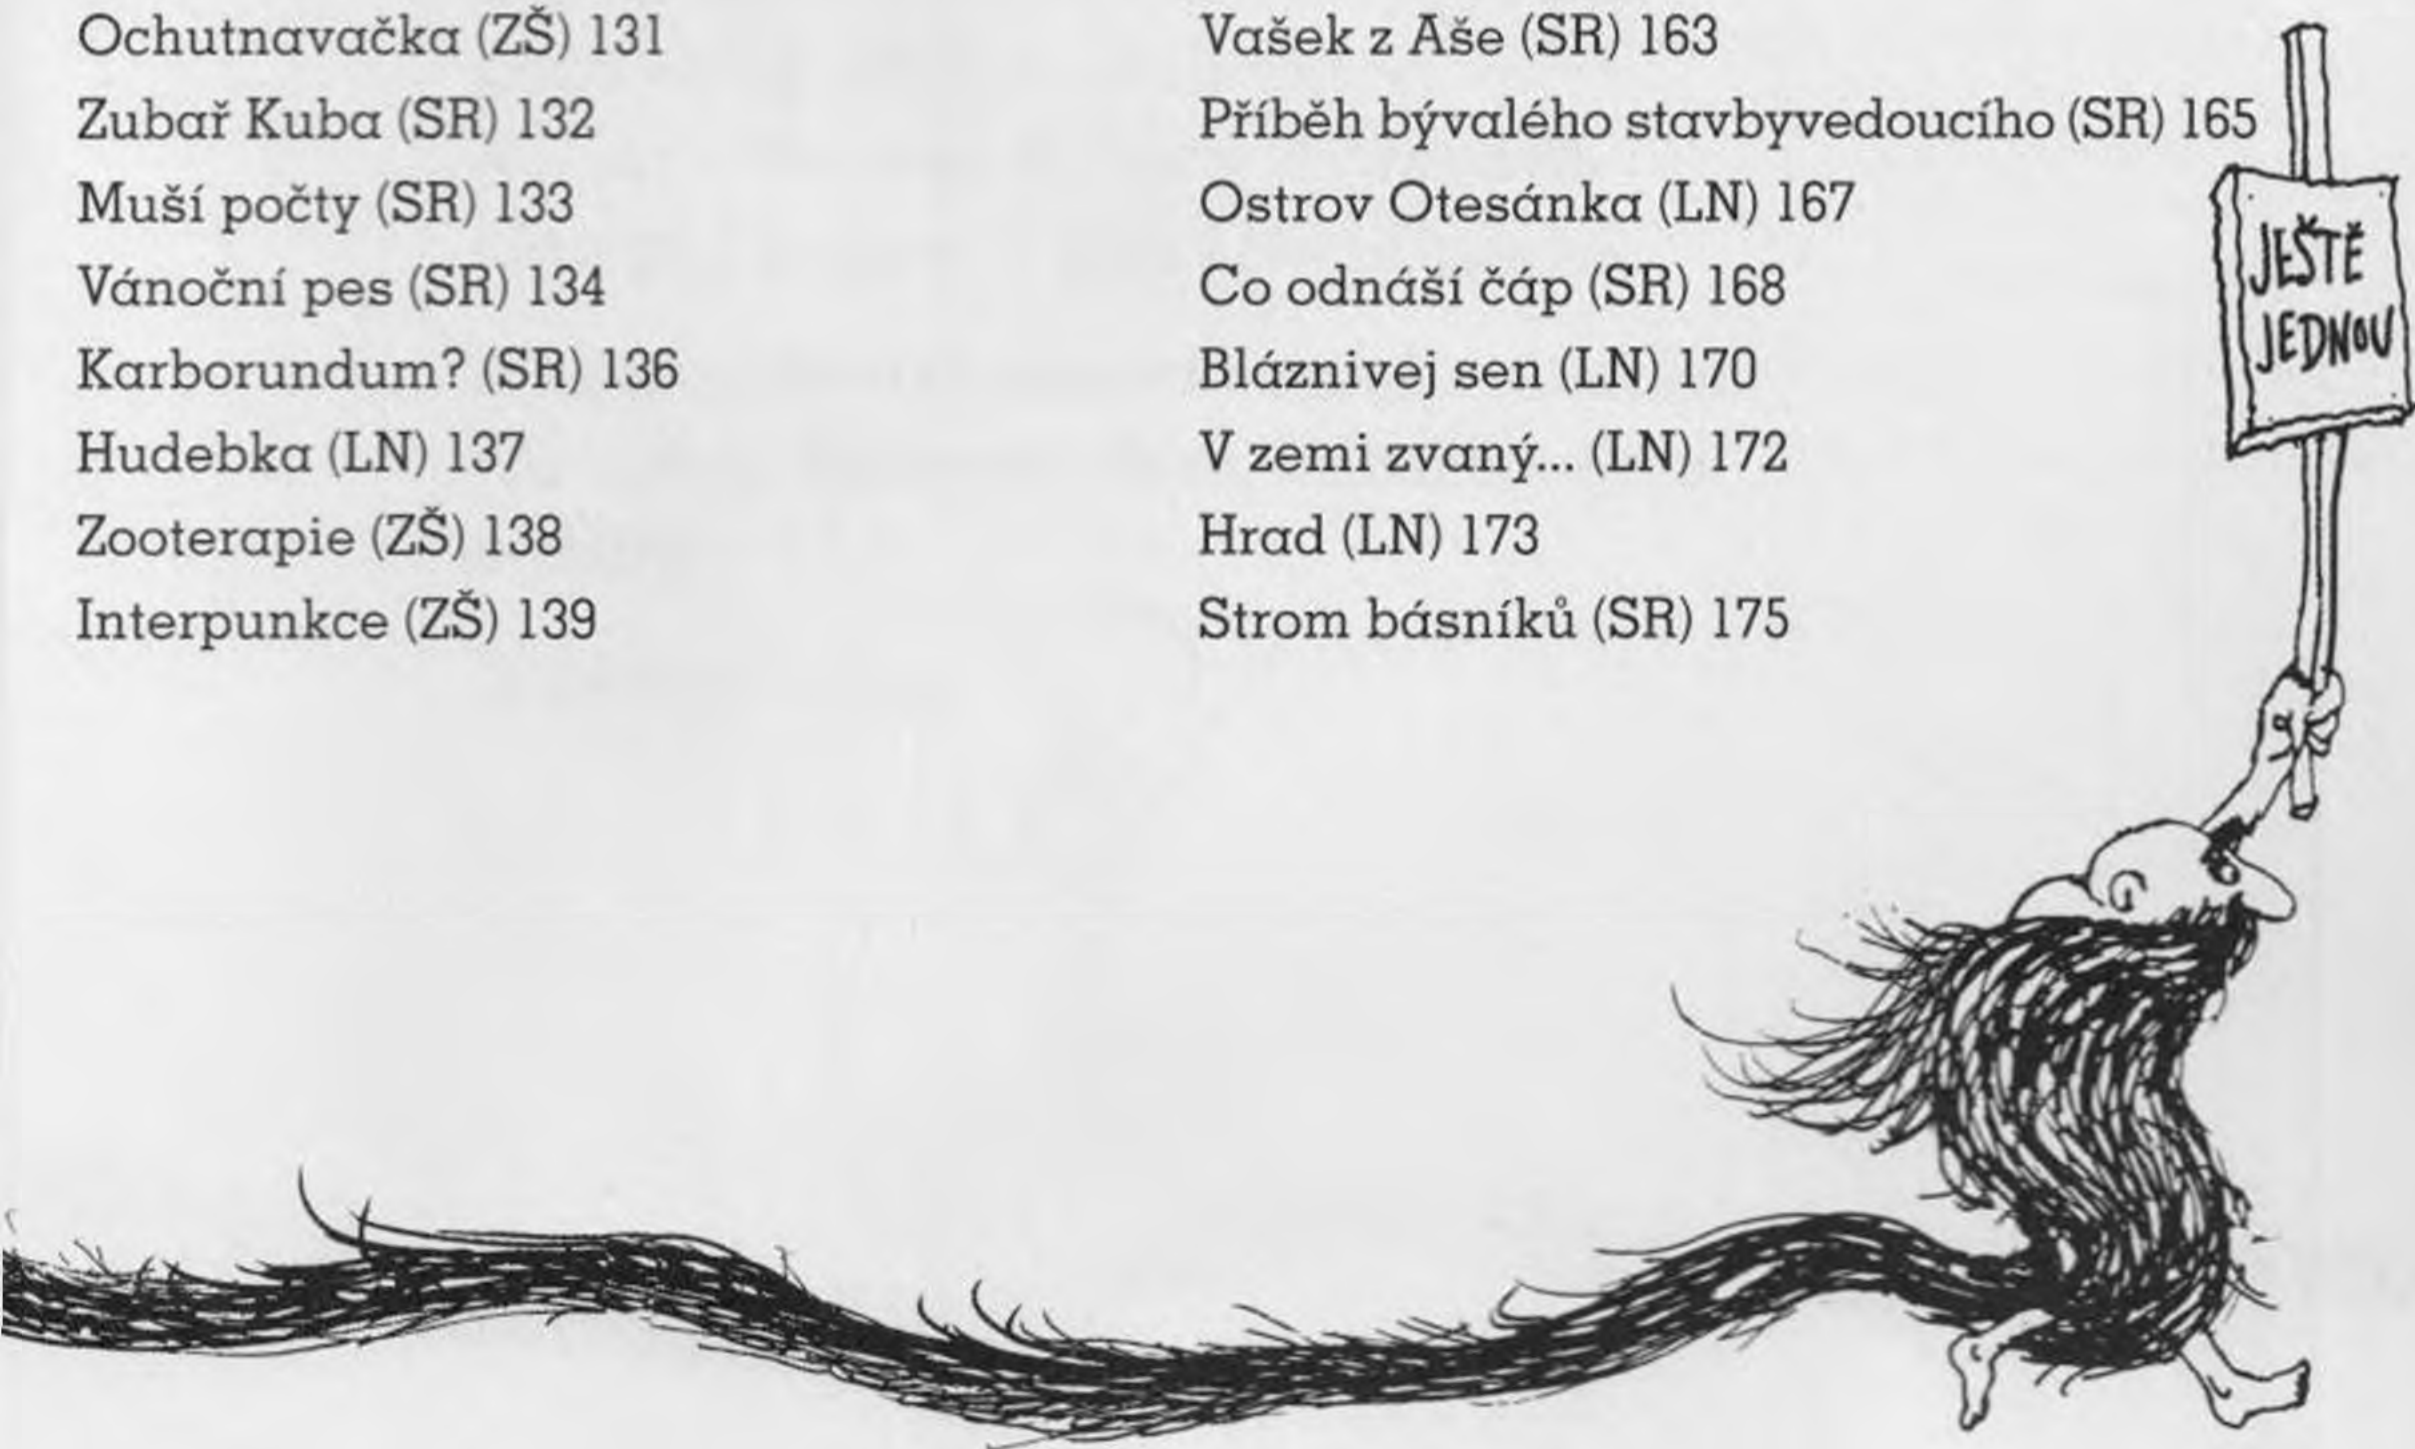 Ochutnavačka (ZŠ) 131
Zubař Kuba (SR) 132
Muší počty (SR) 133
Vánoční pes (SR) 134
Karborundum? (SR) 136
Hudebka (LN) 137
Zooterapie (ZŠ) 138
Interpunkce (ZŠ) 139
Vašek z Aše (SR) 163
Příběh bývalého stavbyvedoucího (SR) 165
Ostrov Otesánka (LN) 167
Co odnáší čáp (SR) 168
Bláznivej sen (LN) 170
V zemi zvaný... (LN) 172
Hrad (LN) 173
Strom básníků (SR) 175
JEŠTĚ
JEDNOU